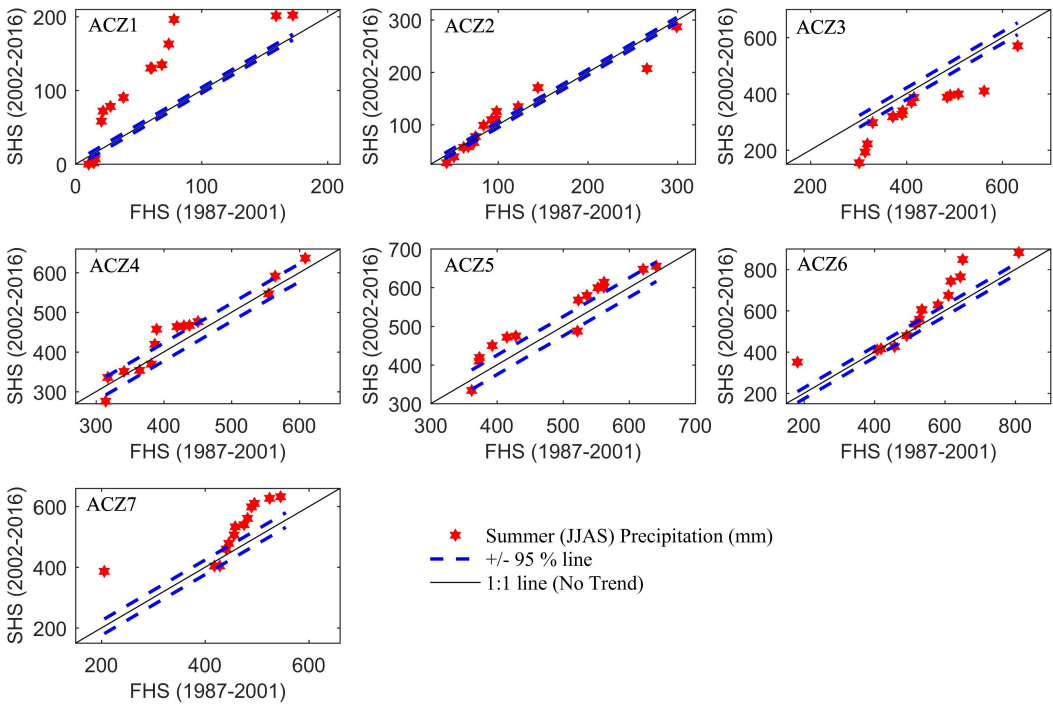 ACZ1
SHS (2002-2016)
200
100
0
0
100
200
FHS (1987-2001)
ACZ2
SHS (2002-2016)
300
200
100
100
200
300
FHS (1987-2001)
ACZ3
SHS (2002-2016)
600
400
200
200
400
600
FHS (1987-2001)
ACZ4
SHS (2002-2016)
600
500
400
300
300
400
500
600
FHS (1987-2001)
ACZ5
SHS (2002-2016)
700
600
500
400
300
300
400
500
600
700
FHS (1987-2001)
ACZ6
SHS (2002-2016)
800
600
400
200
200
400
600
800
FHS (1987-2001)
ACZ7
SHS (2002-2016)
600
400
200
200
400
600
FHS (1987-2001)
Summer (JJAS) Precipitation (mm)
+/- 95 % line
1:1 line (No Trend)